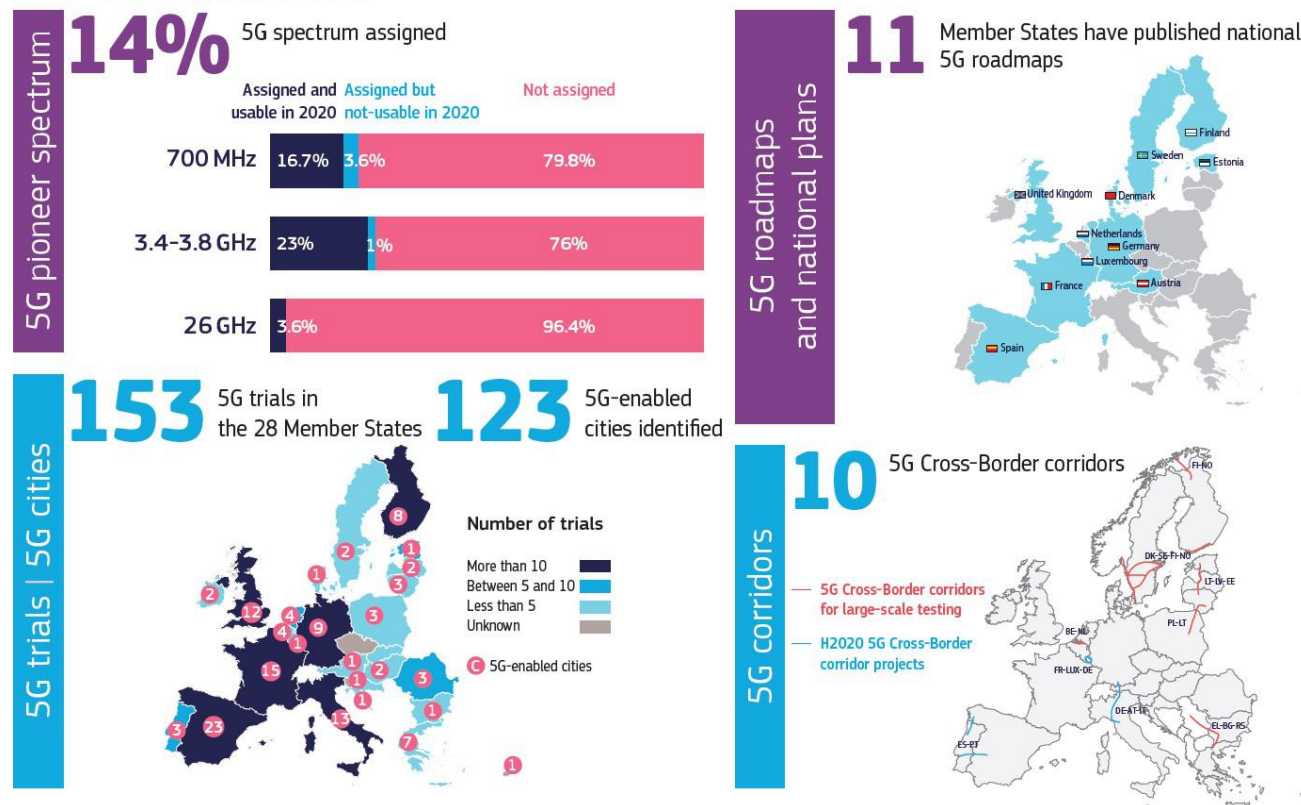 5G pioneer spectrum
14%
5G spectrum assigned
Assigned and
usable in 2020
Assigned but
not-usable in 2020
Not assigned
700 MHz
16.7%
3.6%
79.8%
3.4-3.8 GHz
23%
1%
76%
26 GHz
3.6%
96.4%
5G roadmaps
and national plans
11
Member States have published national
5G roadmaps
Finland
Sweden
Estonia
United Kingdom
Denmark
Netherlands
Germany
Luxembourg
France
Austria
Spain
5G trials | 5G cities
153
5G trials in
the 28 Member States
123
5G-enabled
cities identified
8
2
1
1
2
3
2
12
4
4
9
1
3
15
1
2
1
3
1
1
13
3
23
7
1
Number of trials
More than 10
Between 5 and 10
Less than 5
Unknown
C 5G-enabled cities
5G corridors
10
5G Cross-Border corridors
5G Cross-Border corridors
for large-scale testing
H2020 5G Cross-Border
corridor projects
FI-NO
DK-SE-FI-NO
LT-LV-EE
PL-LT
BE-NL
FR-LUX-DE
DE-AT-IT
EL-BG-RS
ES-PT